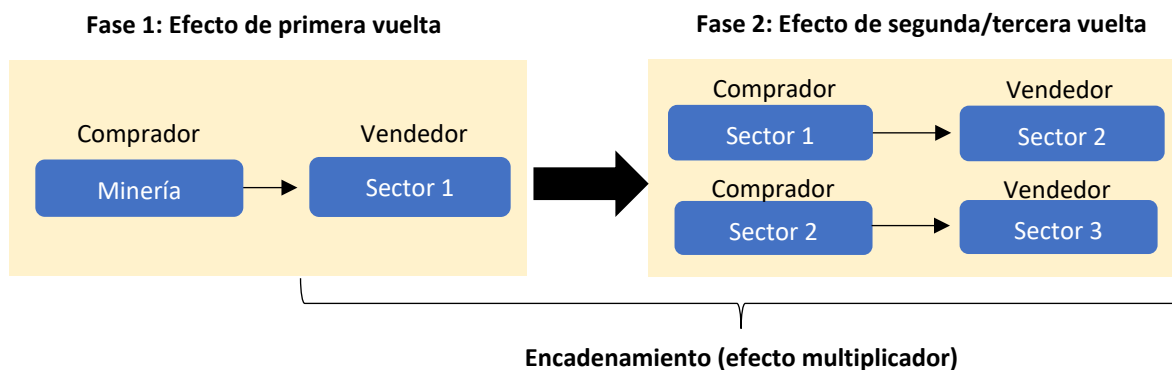 Fase 1: Efecto de primera vuelta
Comprador
Vendedor
Minería
Sector 1
Fase 2: Efecto de segunda/tercera vuelta
Comprador
Vendedor
Sector 1
Sector 2
Comprador
Vendedor
Sector 2
Sector 3
Encadenamiento (efecto multiplicador)